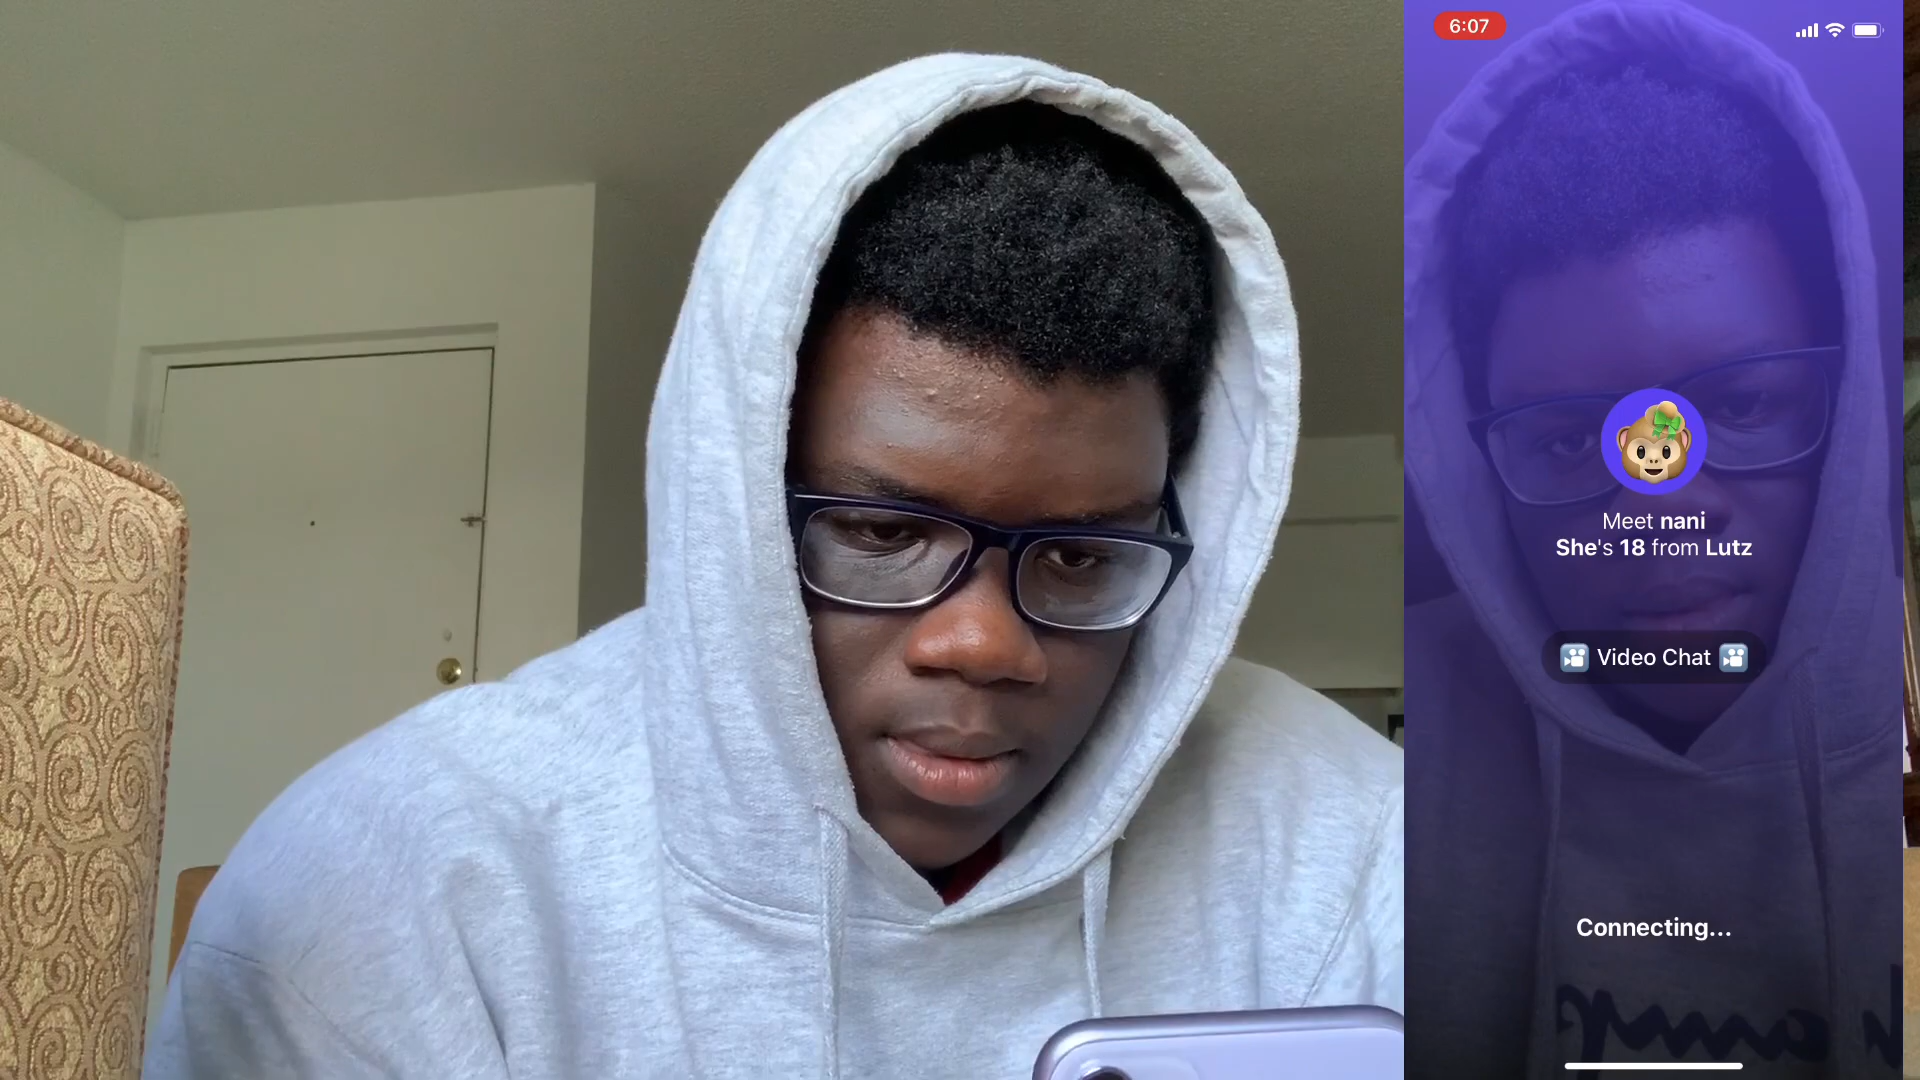 6:07
Meet nani
She's 18 from Lutz
Video Chat
Connecting...